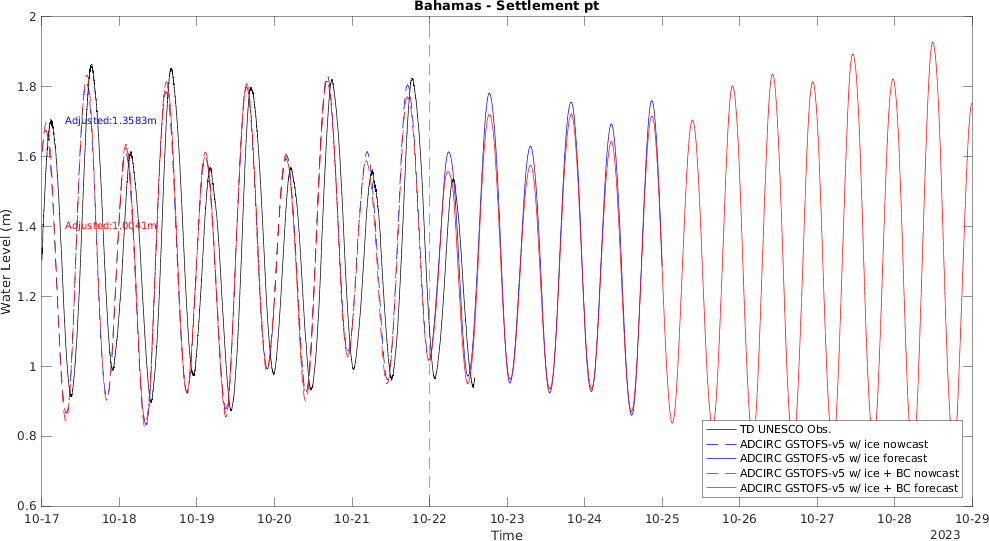 Bahamas - Settlement pt
2
1.8
1.6
1.4
1.2
1
0.8
0.6
Water Level (m)
Adjusted:1.3583m
Adjusted:1.0041m
TD UNESCO Obs.
ADCIRC GSTOFS-v5 w/ ice nowcast
ADCIRC GSTOFS-v5 w/ ice forecast
ADCIRC GSTOFS-v5 w/ ice + BC nowcast
ADCIRC GSTOFS-v5 w/ ice + BC forecast
10-17 10-18 10-19 10-20 10-21 10-22 10-23 10-24 10-25 10-26 10-27 10-28 10-29
Time
2023